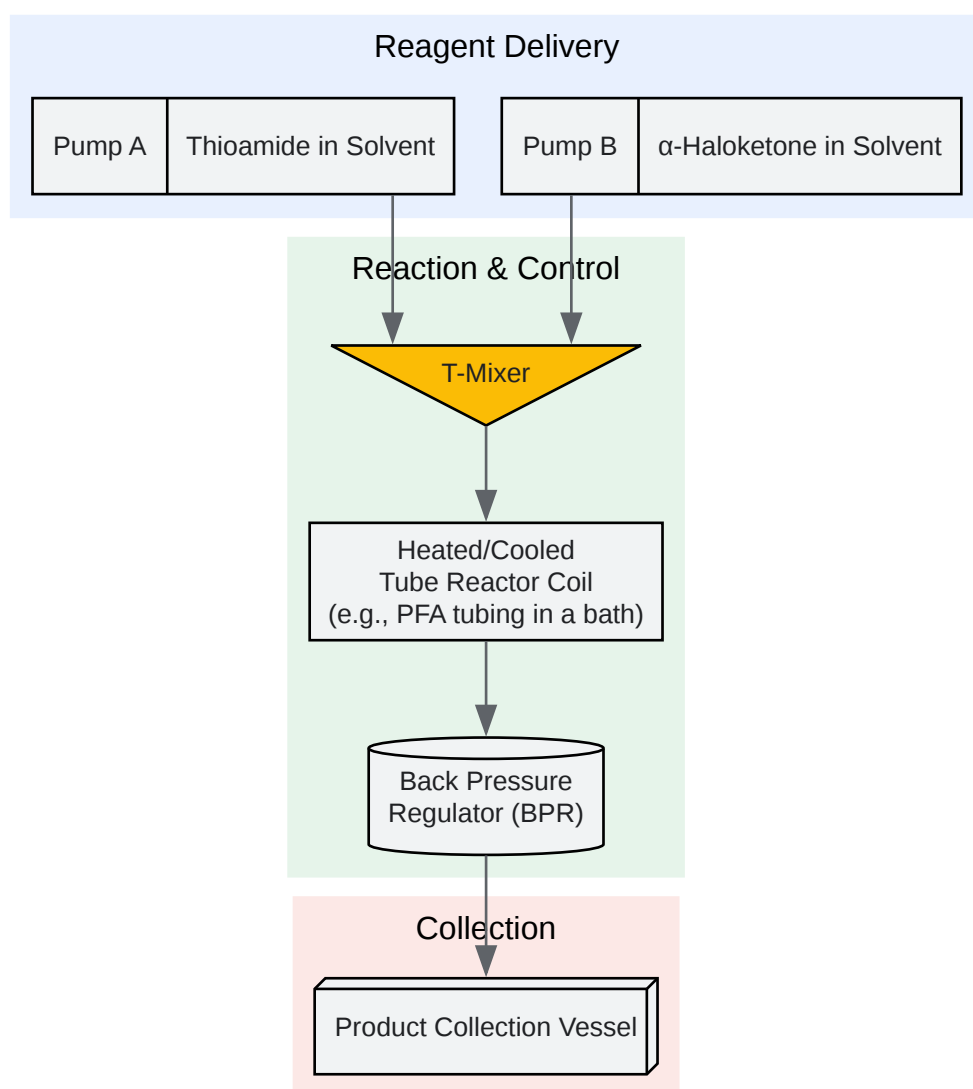 Reagent Delivery
Pump A
Thioamide in Solvent
Pump B
α-Haloketone in Solvent
Reaction & Control
T-Mixer
Heated/Cooled
Tube Reactor Coil
(e.g., PFA tubing in a bath)
Back Pressure
Regulator (BPR)
Collection
Product Collection Vessel